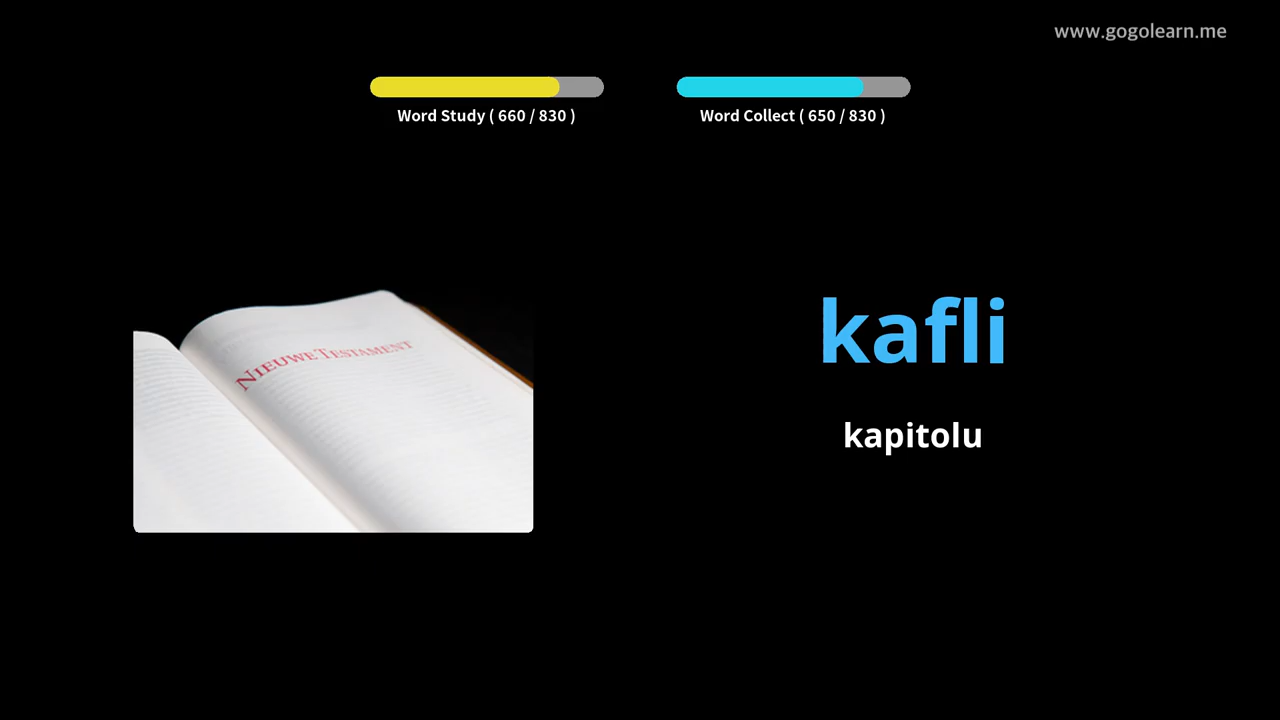 www.gogolearn.me
Word Study ( 660 / 830 )
Word Collect ( 650 / 830 )
NIEUWE TESTAMENT
kafli
kapitolu